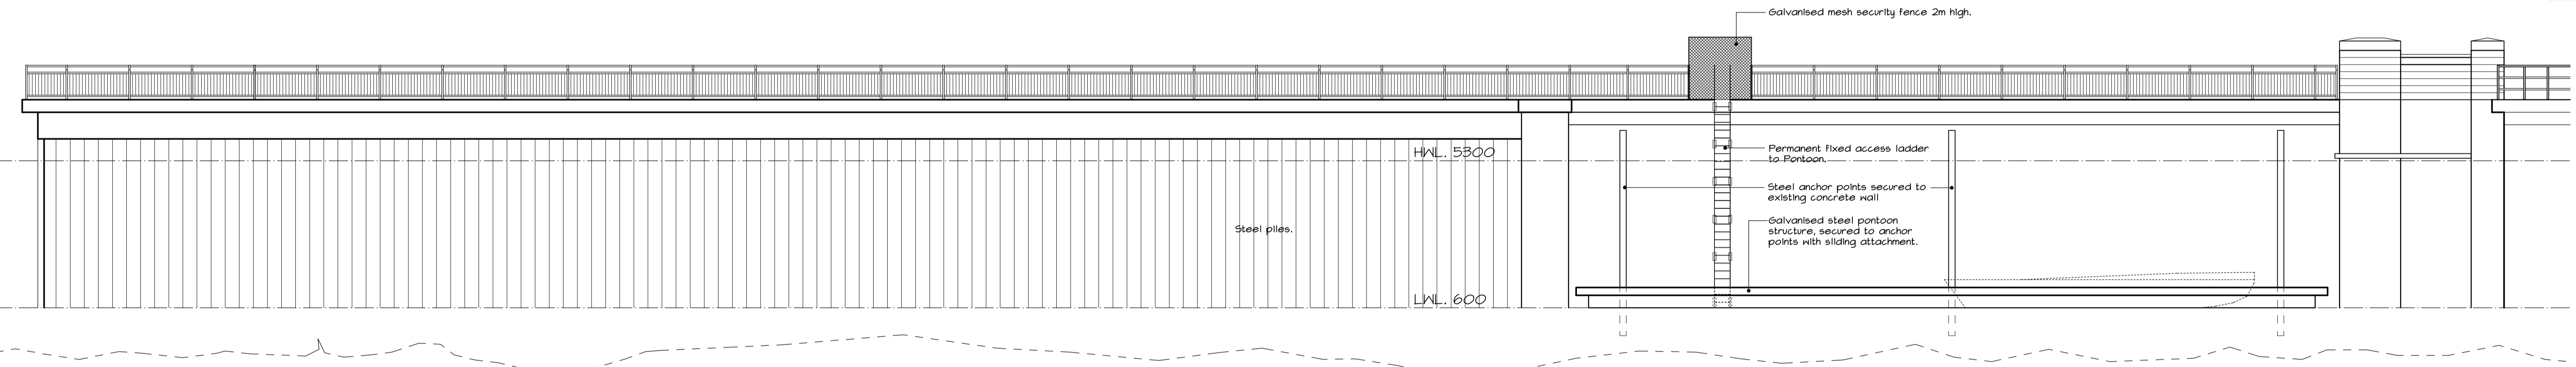 Galvanised mesh security fence 2m high.
HWL. 5300
Permanent fixed access ladder
to Pontoon.
Steel anchor points secured to
existing concrete wall
Galvanised steel pontoon
structure, secured to anchor
points with sliding attachment.
Steel piles.
LWL. 600